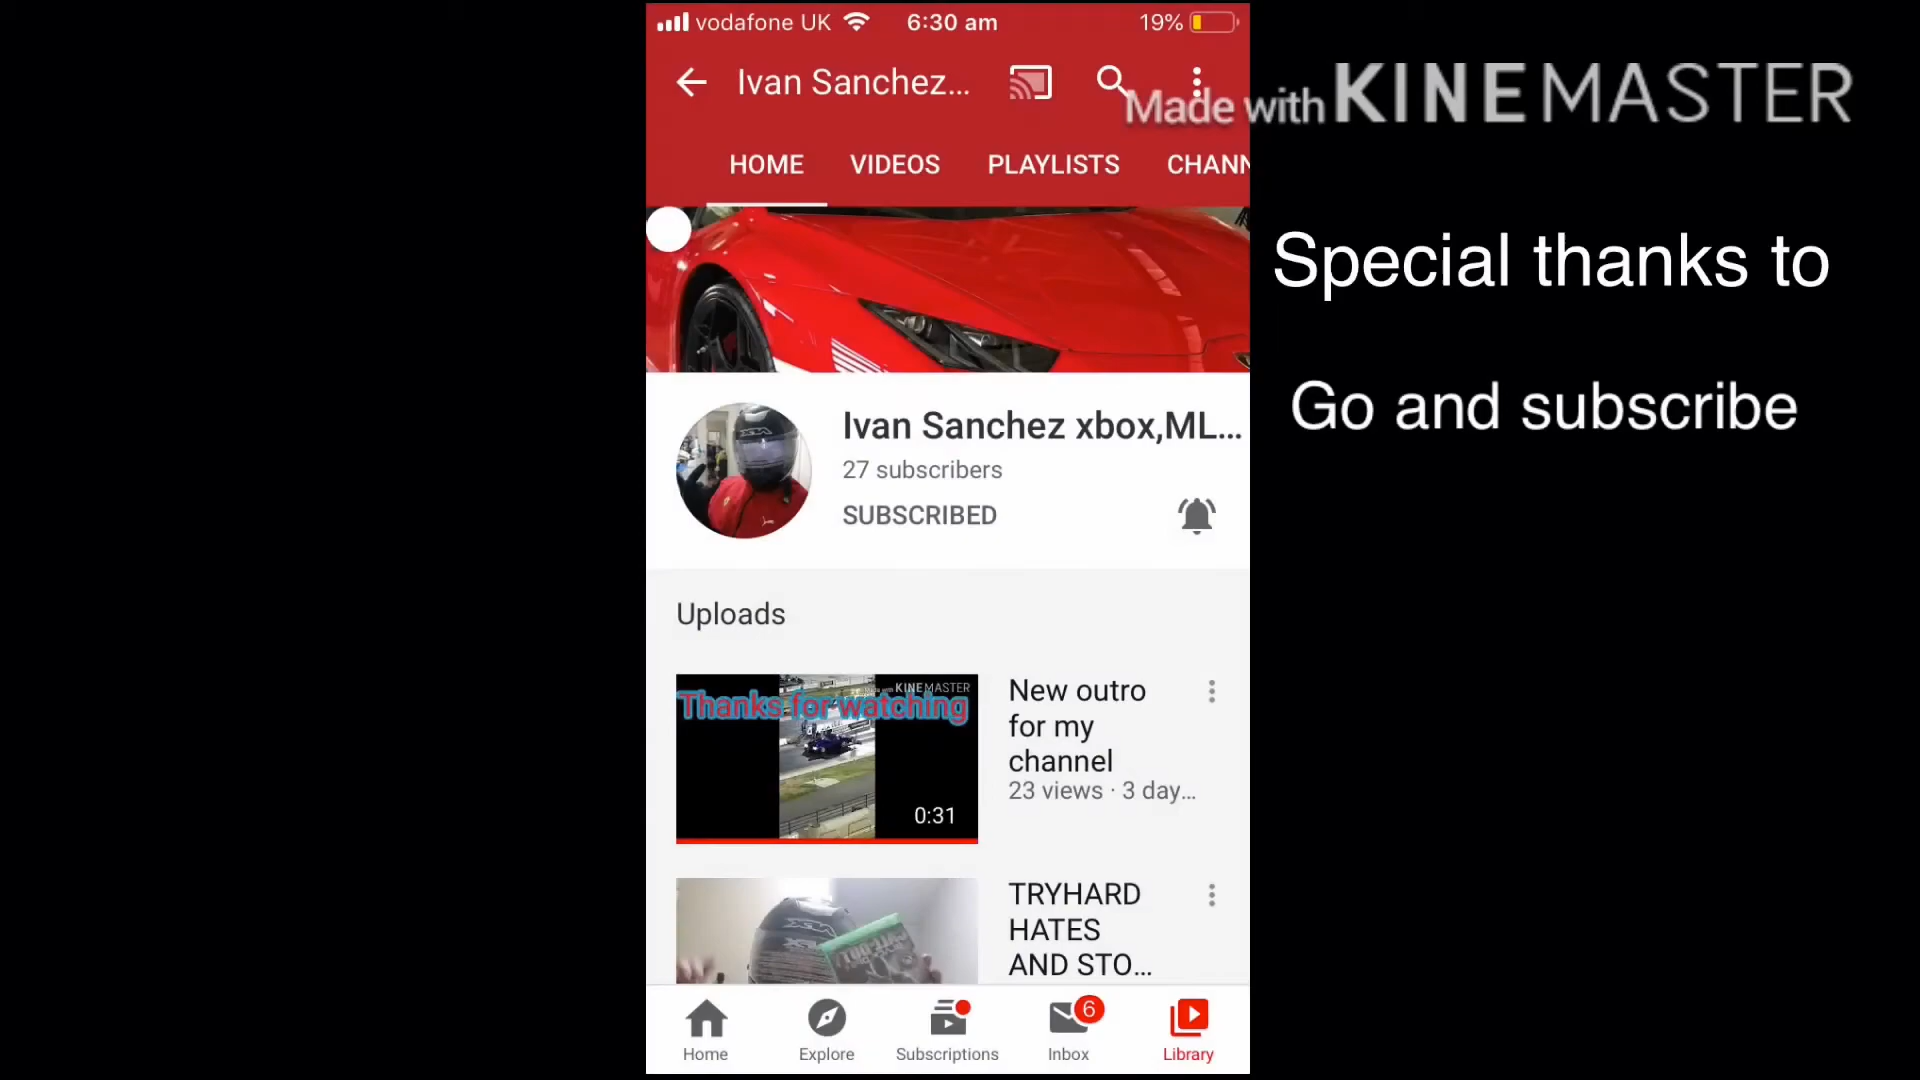 vodafone UK 6:30 am 19%
Ivan Sanchez...
Made with KINEMASTER
HOME VIDEOS PLAYLISTS CHANN
Special thanks to
Go and subscribe
Ivan Sanchez xbox,ML...
27 subscribers
SUBSCRIBED
Uploads
Made with KINEMASTER
Thanks for watching
0:31
New outro
for my
channel
23 views · 3 day...
TRYHARD
HATES
AND STO...
6
Home Explore Subscriptions Inbox Library